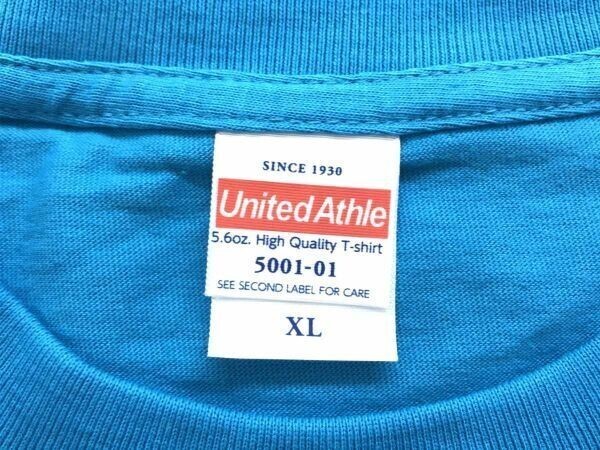 SINCE 1930
United Athle
5.6oz. High Quality T-shirt
5001-01
SEE SECOND LABEL FOR CARE
XL